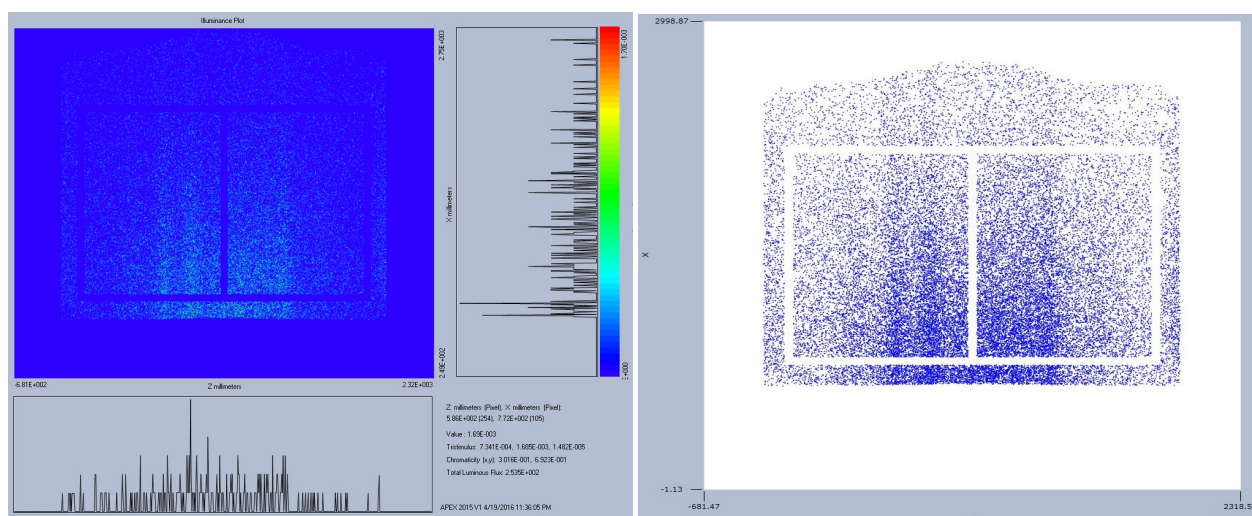 Illuminance Plot
2.75E+003
X millimeters
2.49E+002
1.70E-003
E+000
-6.81E+002
Z millimeters
2.32E+003
Z millimeters (Pixel), X millimeters (Pixel):
5.86E+002 (254), 7.72E+002 (105)
Value : 1.69E-003
Tristimulus: 7.341E-004, 1.685E-003, 1.482E-005
Chromaticity (x,y): 3.016E-001, 6.923E-001
Total Luminous Flux: 2.535E+002
APEX 2015 V1 4/19/2016 11:36:05 PM
2998.87
X
-1.13
-681.47
2318.5